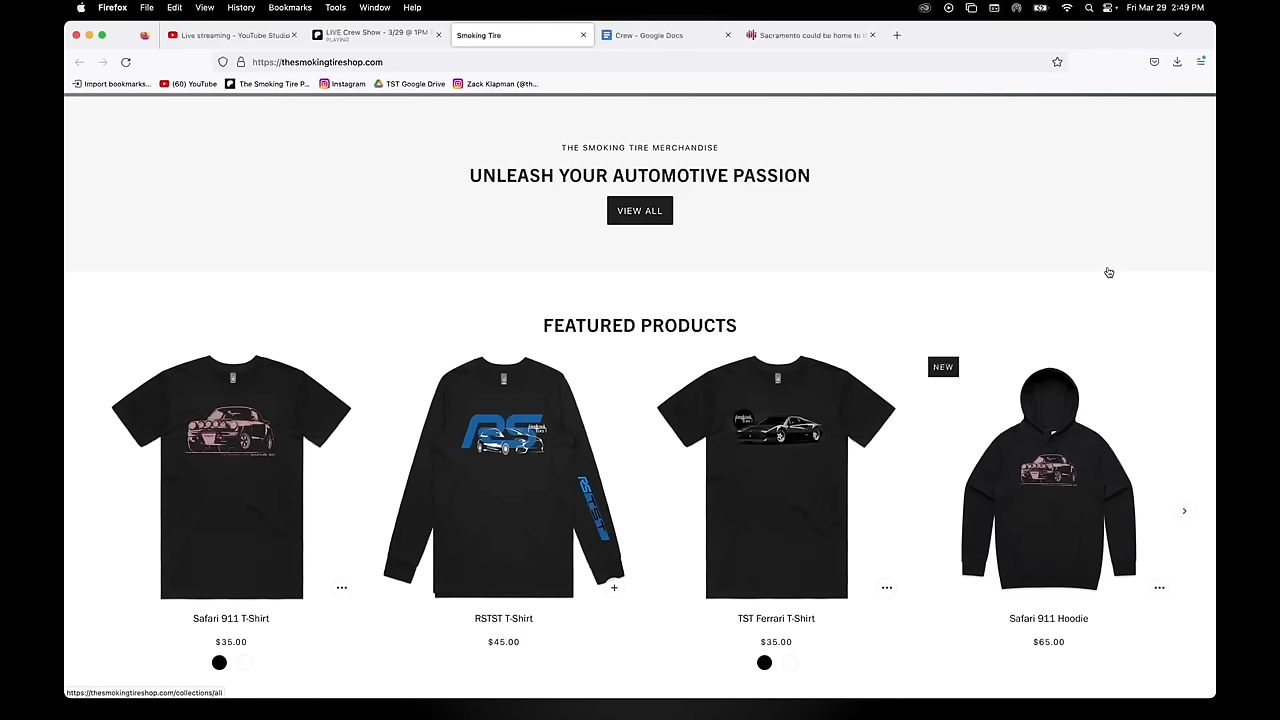 Firefox File Edit View History Bookmarks Tools Window Help Fri Mar 29 2:49 PM
Live streaming - YouTube Studio
LIVE Crew Show - 3/29 @ 1PM
PLAYING
Smoking Tire
Crew - Google Docs
Sacramento could be home to t
https://thesmokingtireshop.com
Import bookmarks... (60) YouTube The Smoking Tire P... Instagram TST Google Drive Zack Klapman (@th...
THE SMOKING TIRE MERCHANDISE
UNLEASH YOUR AUTOMOTIVE PASSION
VIEW ALL
FEATURED PRODUCTS
NEW
RS
Safari 911 T-Shirt
$35.00
RSTST T-Shirt
$45.00
TST Ferrari T-Shirt
$35.00
Safari 911 Hoodie
$65.00
https://thesmokingtireshop.com/collections/all